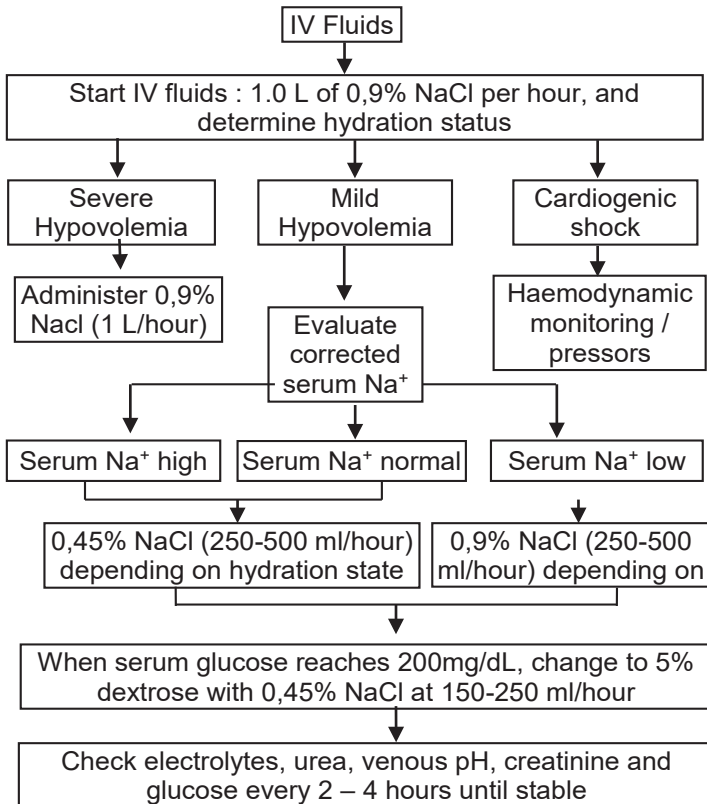 IV Fluids
Start IV fluids : 1.0 L of 0,9% NaCl per hour, and
determine hydration status
Severe
Hypovolemia
Mild
Hypovolemia
Cardiogenic
shock
Administer 0,9%
Nacl (1 L/hour)
Evaluate
corrected
serum Na⁺
Haemodynamic
monitoring /
pressors
Serum Na⁺ high
Serum Na⁺ normal
Serum Na⁺ low
0,45% NaCl (250-500 ml/hour)
depending on hydration state
0,9% NaCl (250-500
ml/hour) depending on
When serum glucose reaches 200mg/dL, change to 5%
dextrose with 0,45% NaCl at 150-250 ml/hour
Check electrolytes, urea, venous pH, creatinine and
glucose every 2 – 4 hours until stable